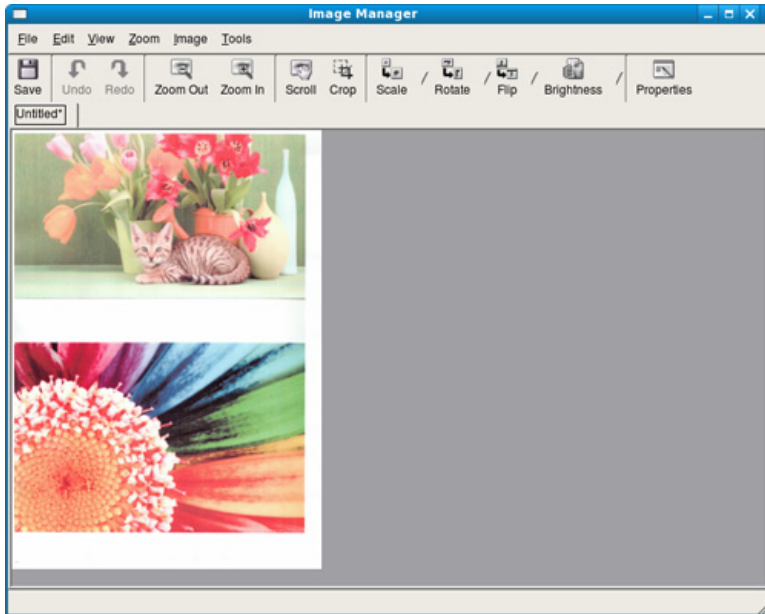 Image Manager
File Edit View Zoom Image Tools
Save Undo Redo Zoom Out Zoom In Scroll Crop Scale / Rotate / Flip / Brightness / Properties
Untitled*